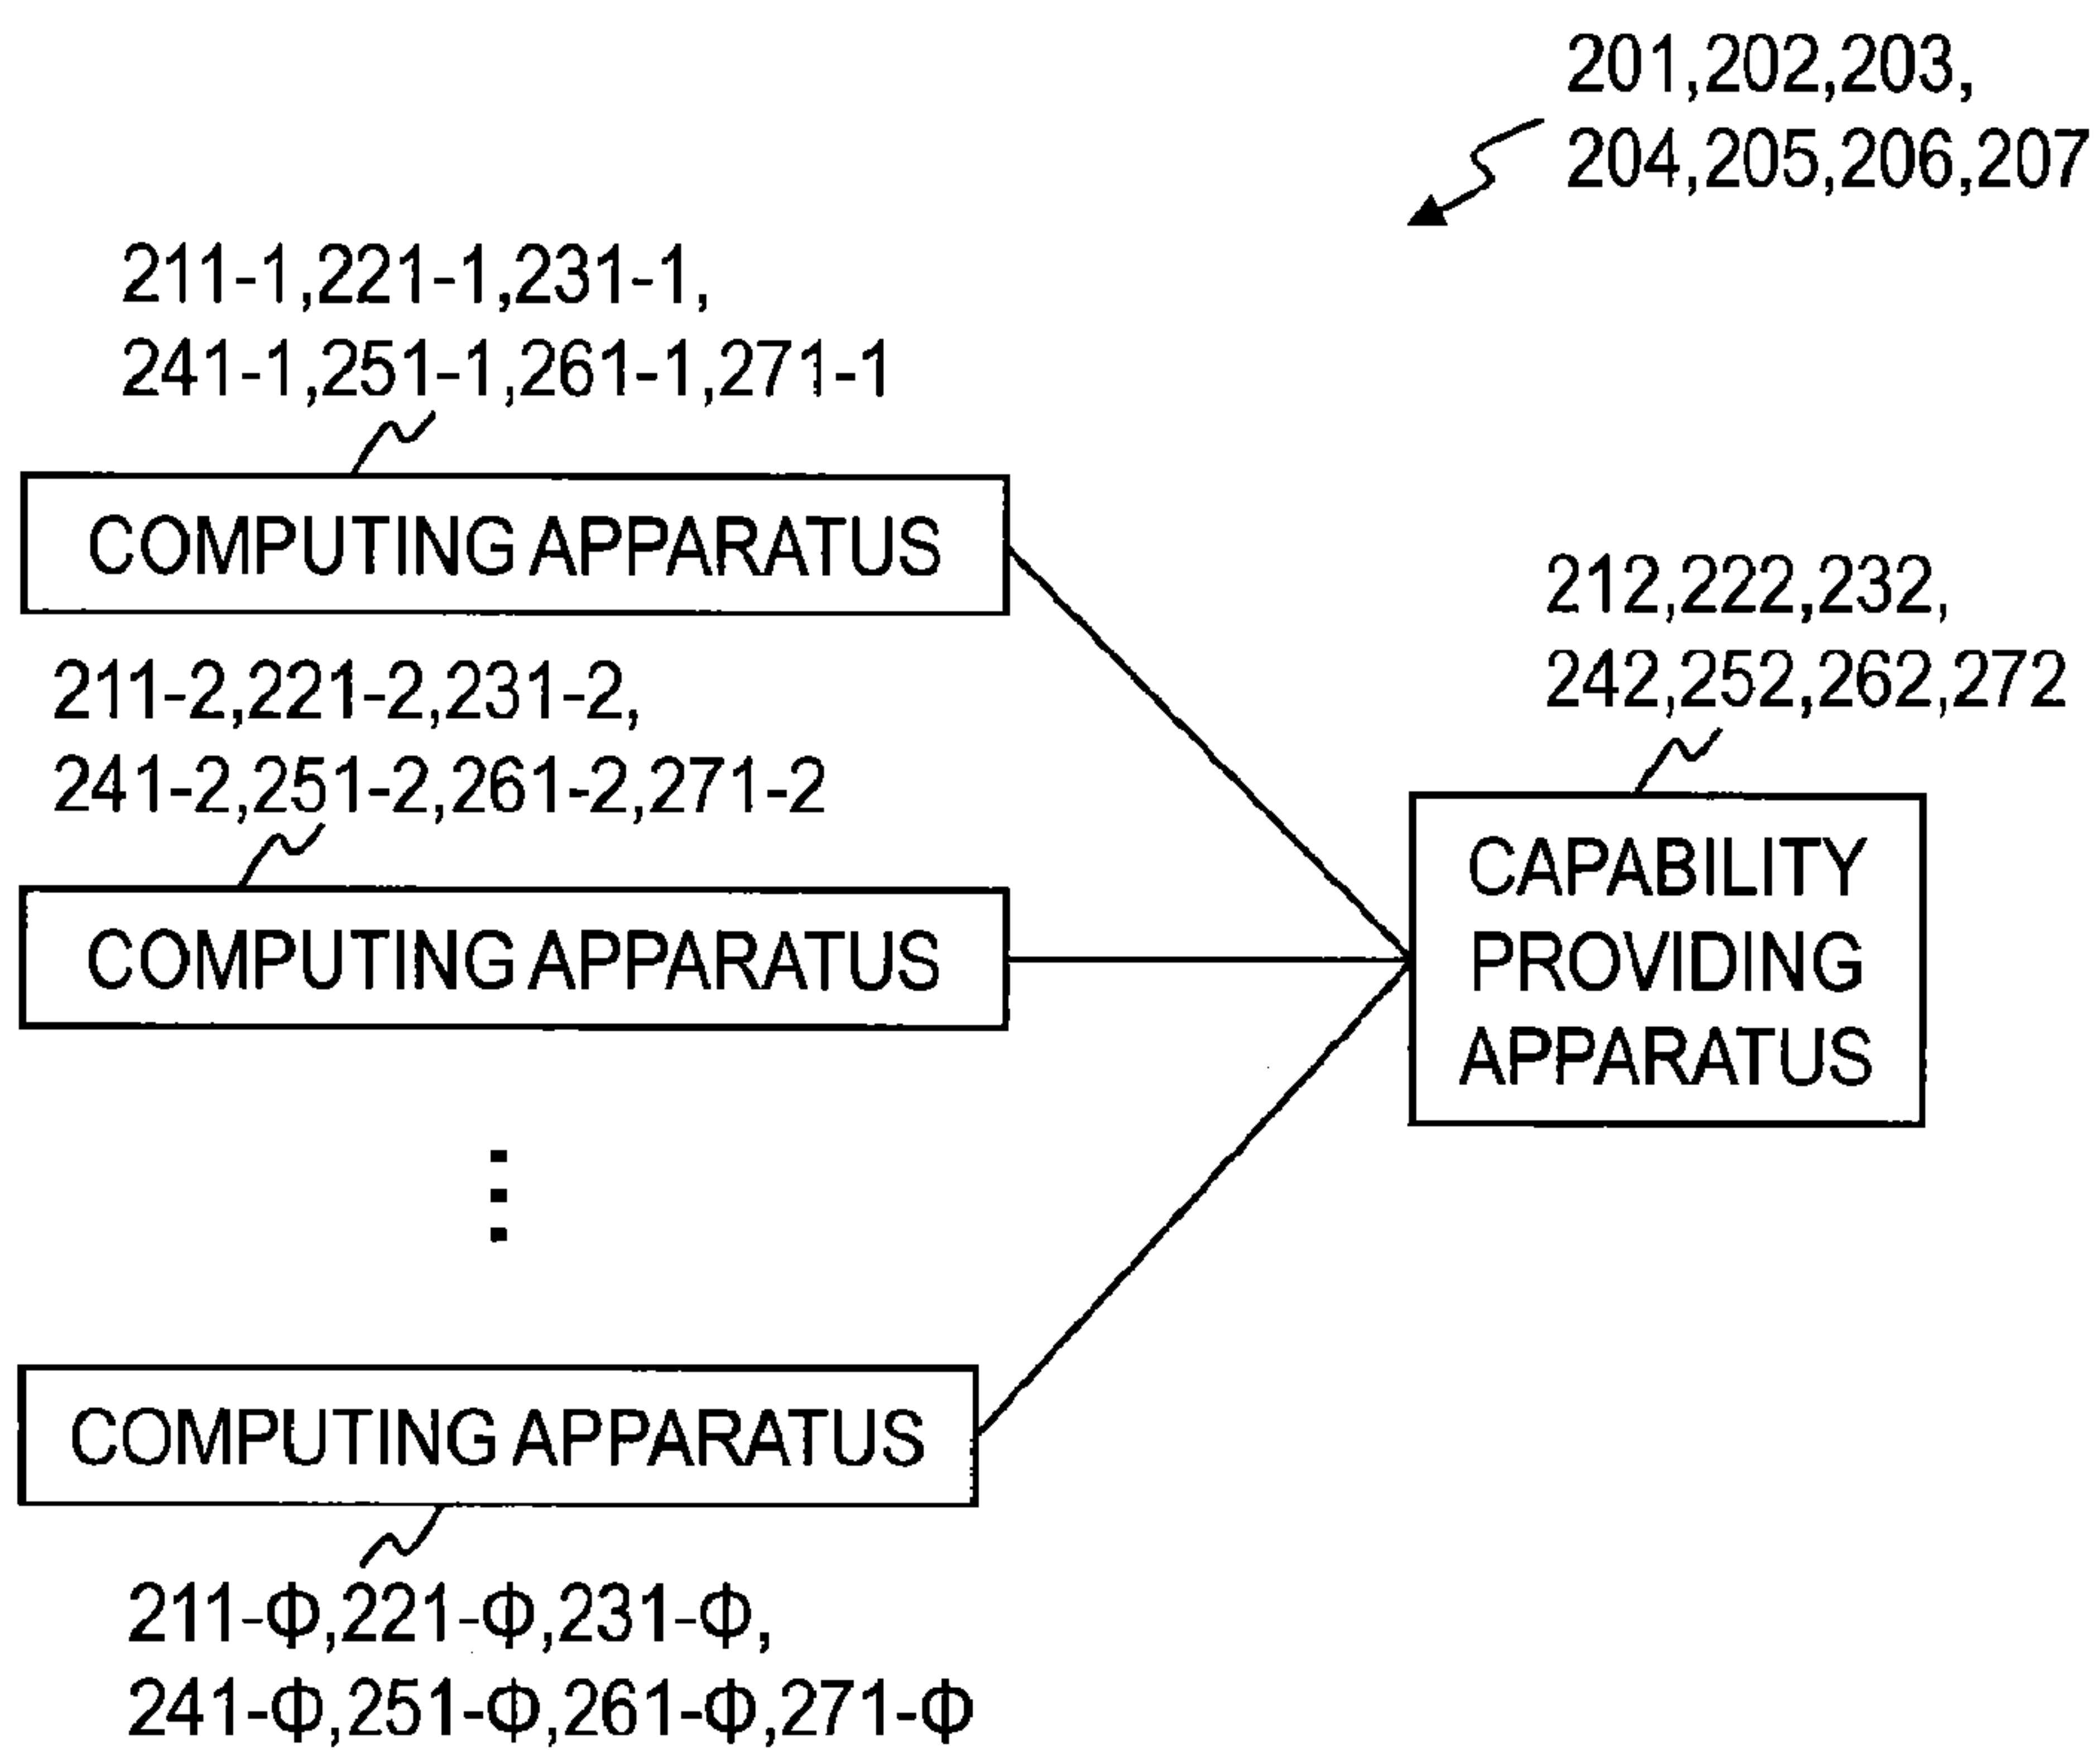 201,202,203,
204,205,206,207
211-1,221-1,231-1,
241-1,251-1,261-1,271-1
COMPUTING APPARATUS
212,222,232,
242,252,262,272
211-2,221-2,231-2,
241-2,251-2,261-2,271-2
COMPUTING APPARATUS
CAPABILITY
PROVIDING
APPARATUS
COMPUTING APPARATUS
211-Φ,221-Φ,231-Φ,
241-Φ,251-Φ,261-Φ,271-Φ